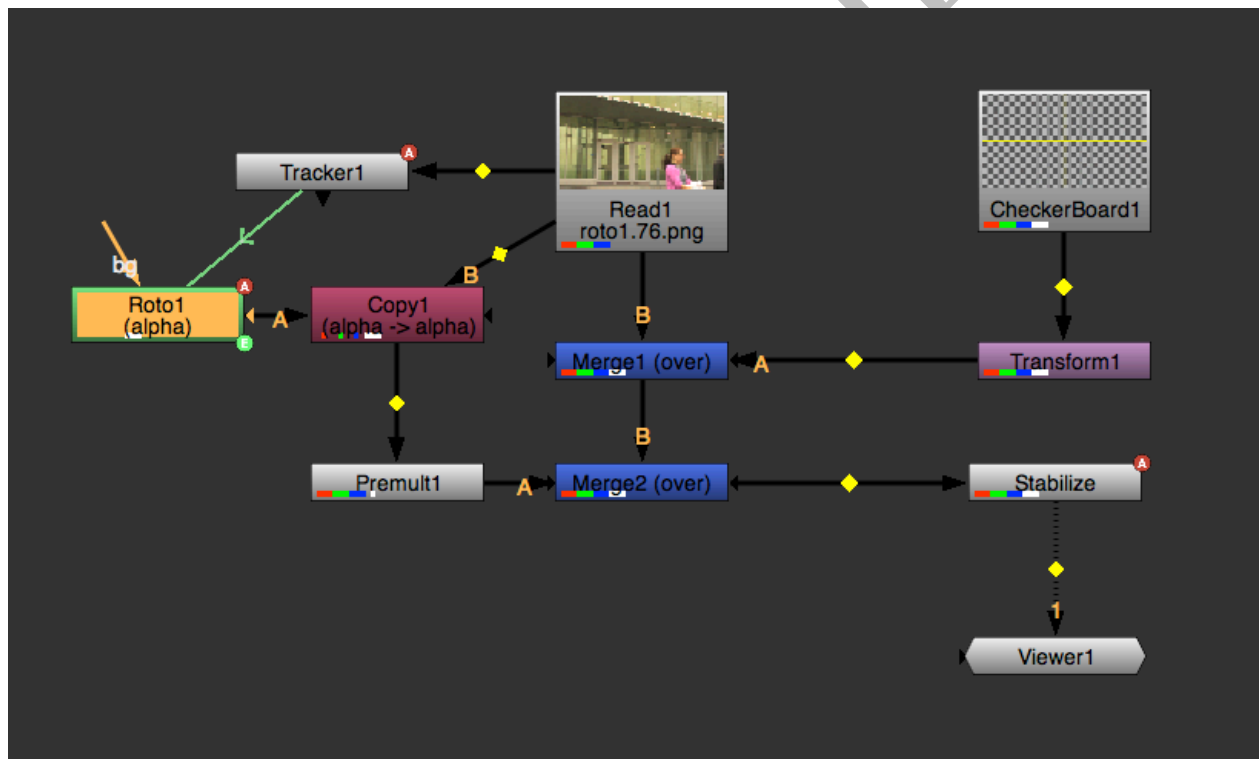 Tracker1
A
Read1
roto1.76.png
CheckerBoard1
bg
B
Roto1
(alpha)
A
E
A
Copy1
(alpha -> alpha)
B
Merge1 (over)
A
Transform1
B
Premult1
A
Merge2 (over)
Stabilize
A
1
Viewer1